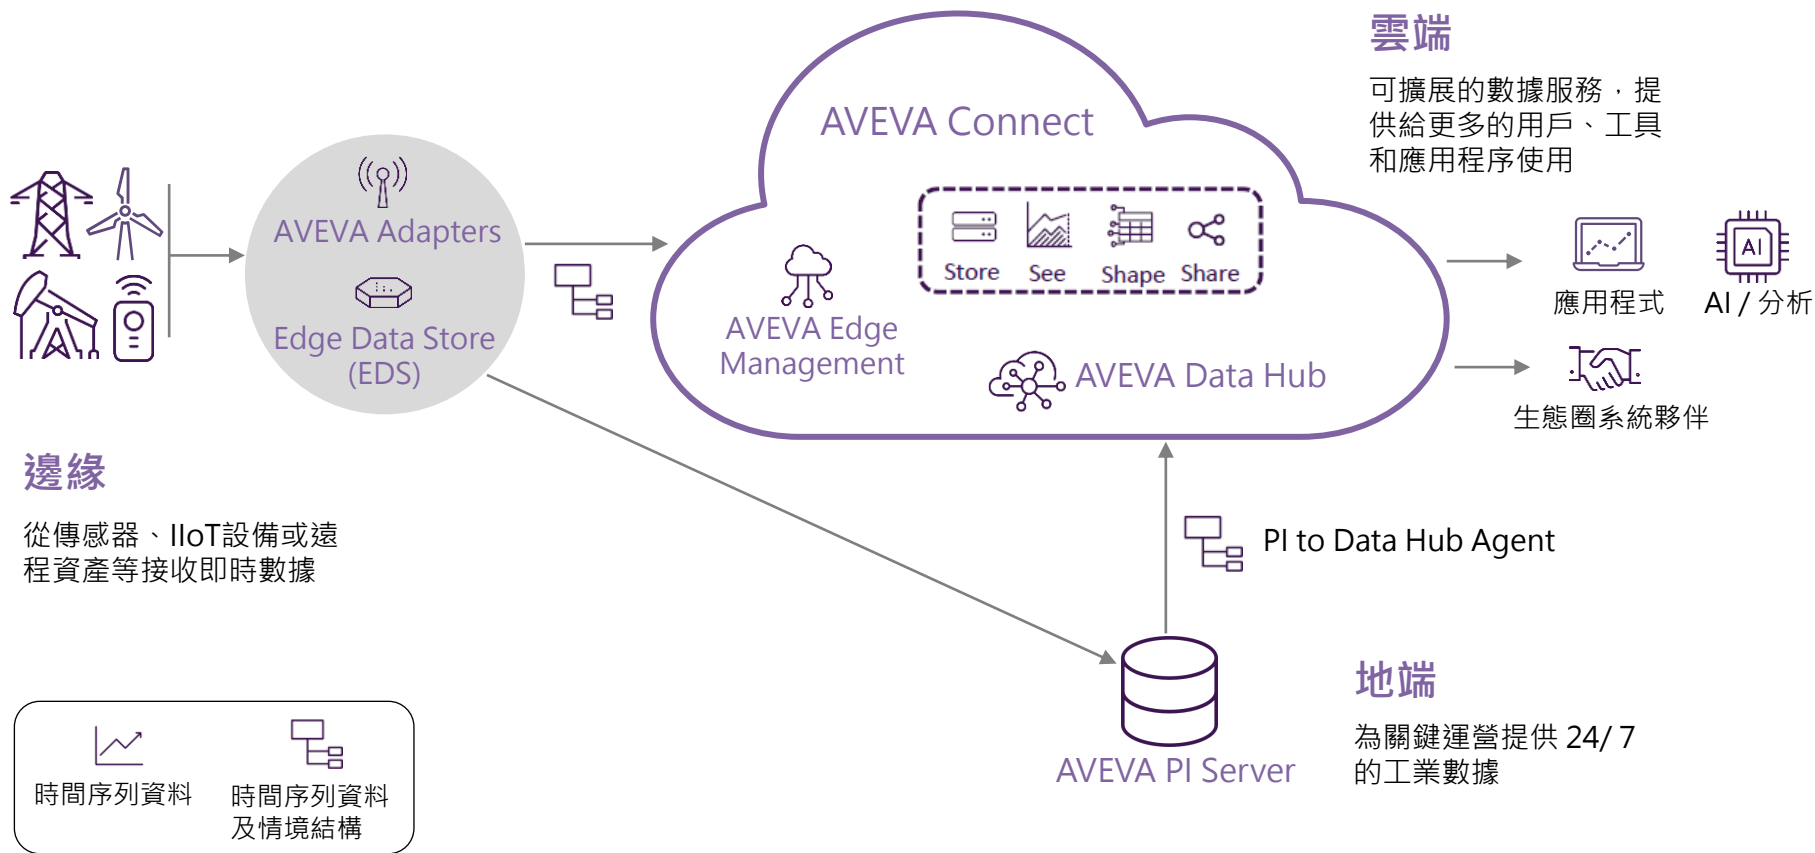 雲端
可擴展的數據服務，提
供給更多的用戶、工具
和應用程序使用
AVEVA Connect
Store
See
Shape
Share
AVEVA Edge
Management
AVEVA Data Hub
AVEVA Adapters
Edge Data Store
(EDS)
應用程式
AI
AI / 分析
生態圈系統夥伴
邊緣
從傳感器、IIoT設備或遠
程資產等接收即時數據
PI to Data Hub Agent
AVEVA PI Server
地端
為關鍵運營提供 24/ 7
的工業數據
時間序列資料
時間序列資料
及情境結構